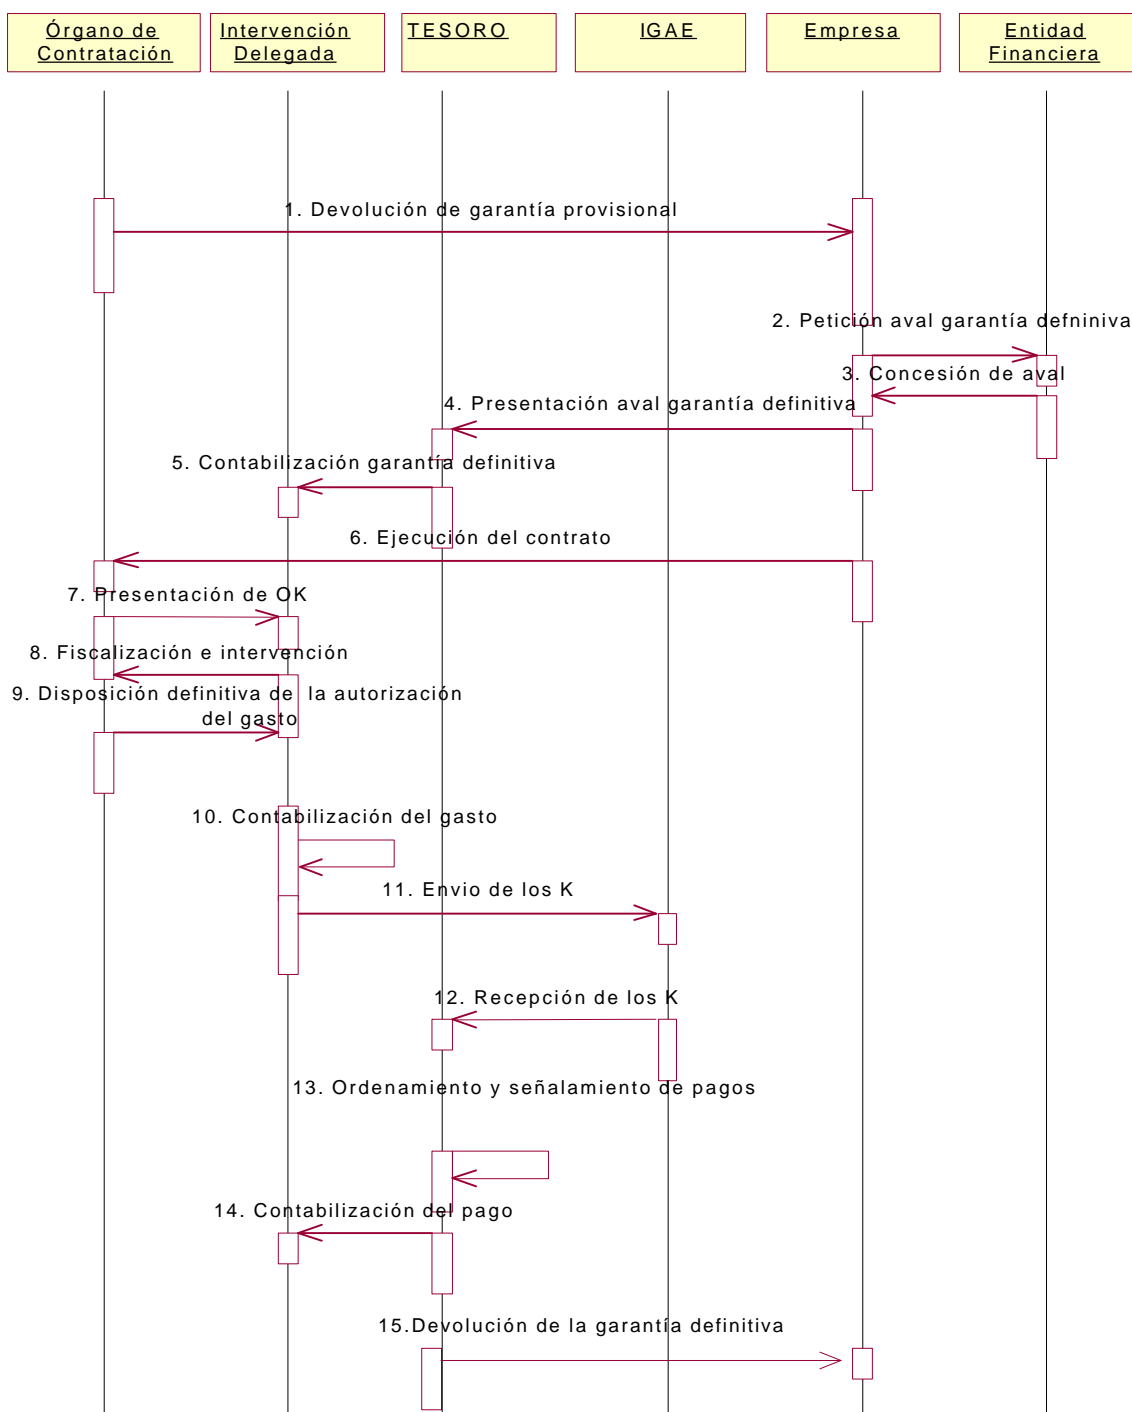 Órgano de
Contratación
Intervención
Delegada
TESORO
IGAE
Empresa
Entidad
Financiera
1. Devolución de garantía provisional
2. Petición aval garantía defniniva
3. Concesión de aval
4. Presentación aval garantía definitiva
5. Contabilización garantía definitiva
6. Ejecución del contrato
7. Presentación de OK
8. Fiscalización e intervención
9. Disposición definitiva de la autorización
del gasto
10. Contabilización del gasto
11. Envio de los K
12. Recepción de los K
13. Ordenamiento y señalamiento de pagos
14. Contabilización del pago
15.Devolución de la garantía definitiva